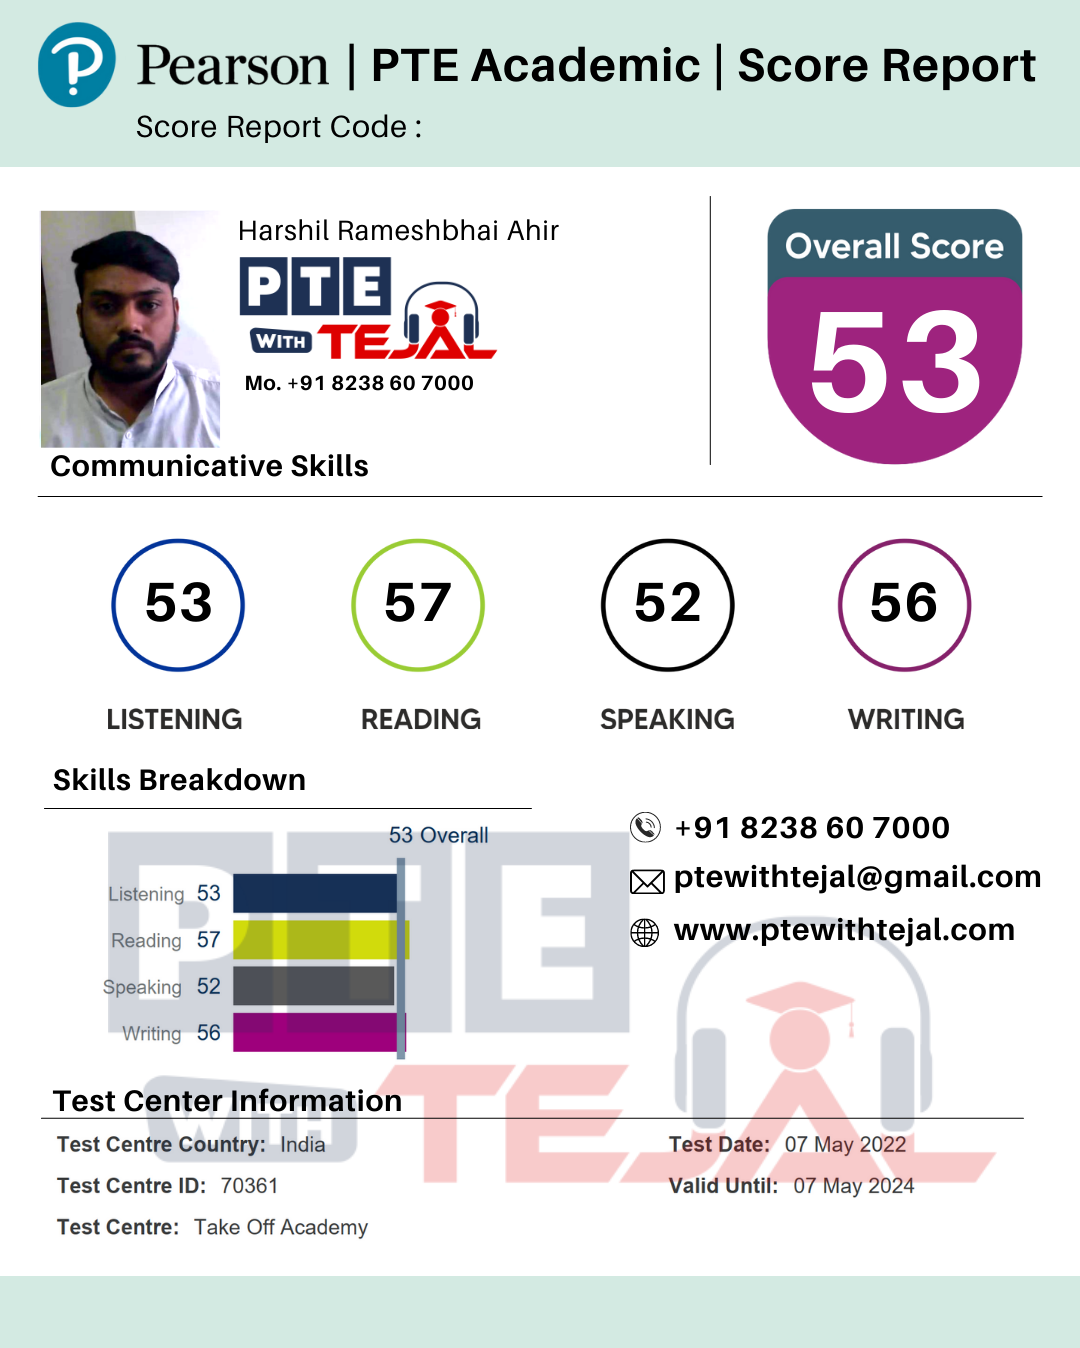 Pearson | PTE Academic | Score Report
Score Report Code :
Harshil Rameshbhai Ahir
PTE
WITH TEJAL
Mo. +91 8238 60 7000
Overall Score
53
Communicative Skills
53 57 52 56
LISTENING READING SPEAKING WRITING
Skills Breakdown
53 Overall
Listening 53
Reading 57
Speaking 52
Writing 56
+91 8238 60 7000
ptewithtejal@gmail.com
www.ptewithtejal.com
PTE
WITH TEJAL
Test Center Information
Test Centre Country: India
Test Date: 07 May 2022
Test Centre ID: 70361
Valid Until: 07 May 2024
Test Centre: Take Off Academy